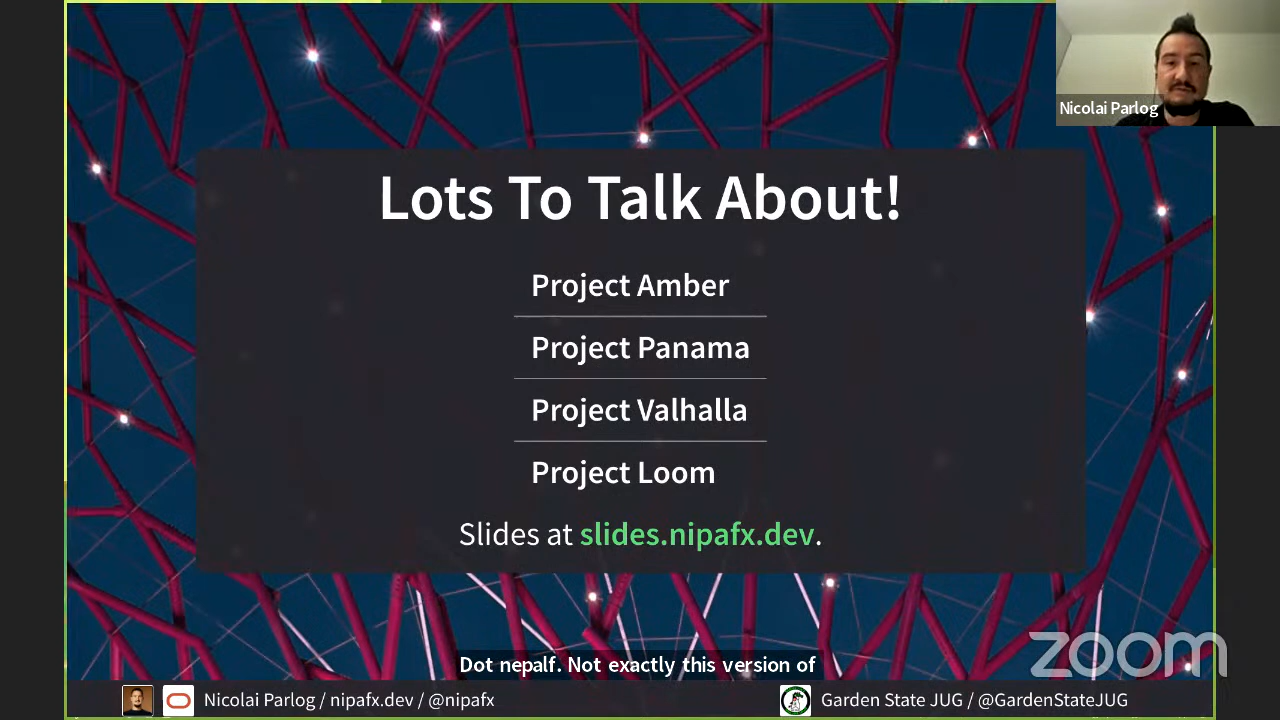 Nicolai Parlog
Lots To Talk About!
Project Amber
Project Panama
Project Valhalla
Project Loom
Slides at slides.nipafx.dev.
Dot nepalf. Not exactly this version of
zoom
Nicolai Parlog / nipafx.dev / @nipafx
Garden State JUG / @GardenStateJUG